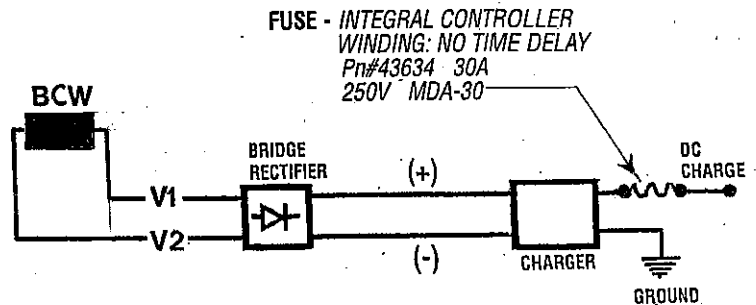 FUSE - INTEGRAL CONTROLLER
WINDING: NO TIME DELAY
Pn#43634 30A
250V MDA-30
BCW
BRIDGE
RECTIFIER
(+)
DC
CHARGE
V1
V2
(-)
CHARGER
GROUND